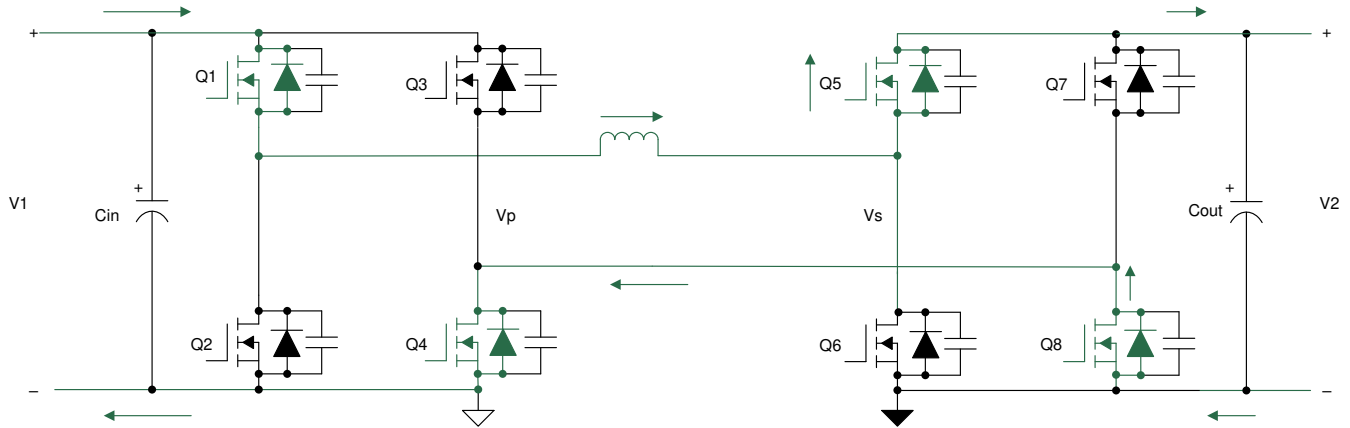 +
+
Q1
Q3
Q5
Q7
+
+
V1
Cin
Vp
Vs
Cout
V2
Q2
Q4
Q6
Q8
–
–